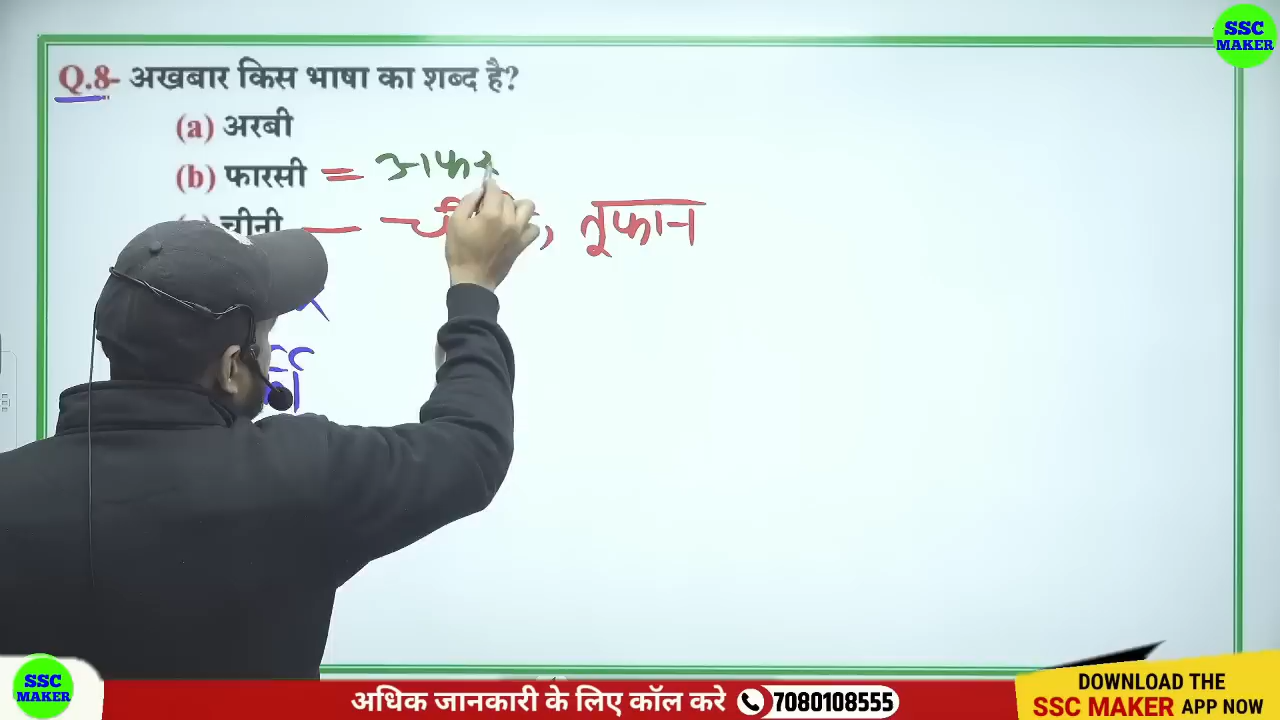 SSC
MAKER
Q.8- अखबार किस भाषा का शब्द है?
(a) अरबी
(b) फारसी =
चीनी — तूफान
SSC
MAKER
अधिक जानकारी के लिए कॉल करे 7080108555
DOWNLOAD THE
SSC MAKER APP NOW